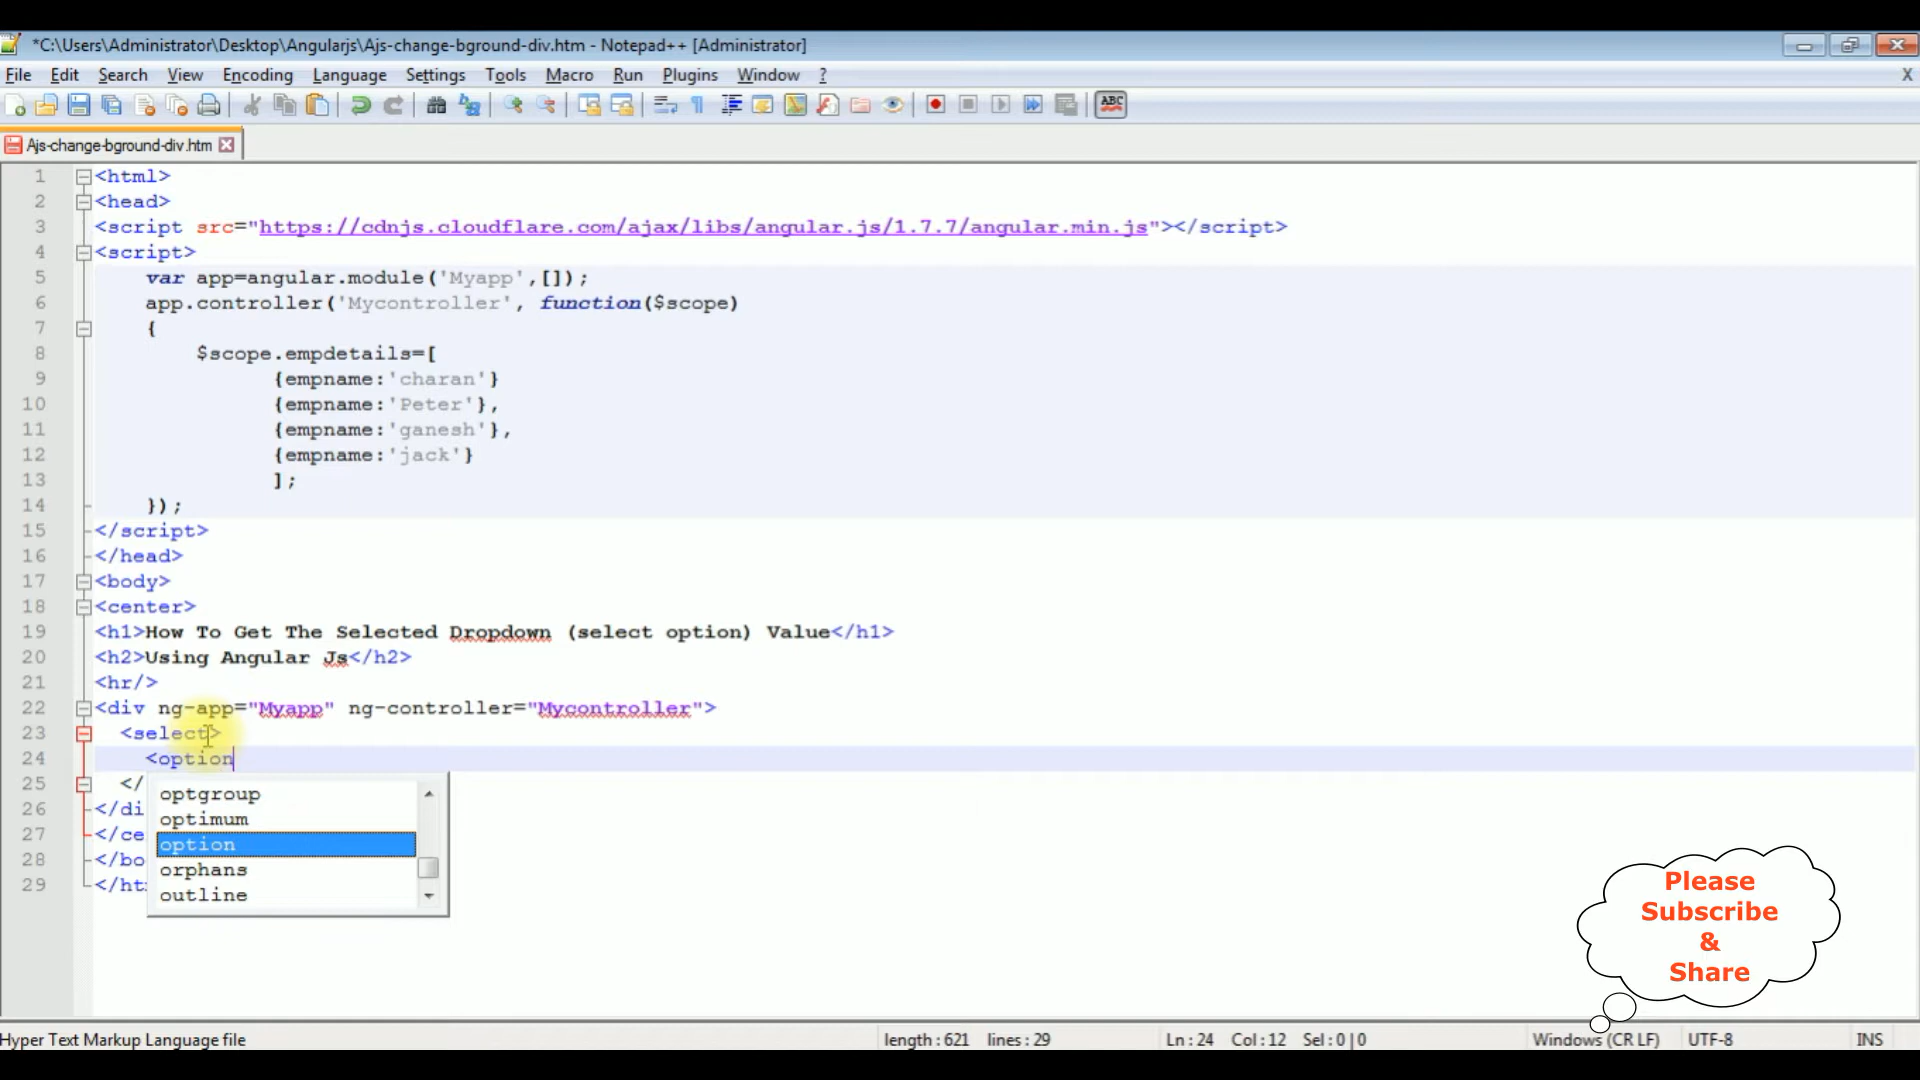 *C:\Users\Administrator\Desktop\Angularjs\Ajs-change-bground-div.htm - Notepad++ [Administrator]
File Edit Search View Encoding Language Settings Tools Macro Run Plugins Window ? X
ABC
Ajs-change-bground-div.htm
1 <html>
2 <head>
3 <script src="https://cdnjs.cloudflare.com/ajax/libs/angular.js/1.7.7/angular.min.js"></script>
4 <script>
5 var app=angular.module('Myapp',[]);
6 app.controller('Mycontroller', function($scope)
7 {
8 $scope.empdetails=[
9 {empname:'charan'}
10 {empname:'Peter'},
11 {empname:'ganesh'},
12 {empname:'jack'}
13 ];
14 });
15 </script>
16 </head>
17 <body>
18 <center>
19 <h1>How To Get The Selected Dropdown (select option) Value</h1>
20 <h2>Using Angular Js</h2>
21 <hr/>
22 <div ng-app="Myapp" ng-controller="Mycontroller">
23 <select>
24 <option
25 </
26 </di
27 </ce
28 </bo
29 </ht
optgroup
optimum
option
orphans
outline
Please
Subscribe
&
Share
Hyper Text Markup Language file length : 621 lines : 29 Ln : 24 Col : 12 Sel : 0 | 0 Windows (CR LF) UTF-8 INS